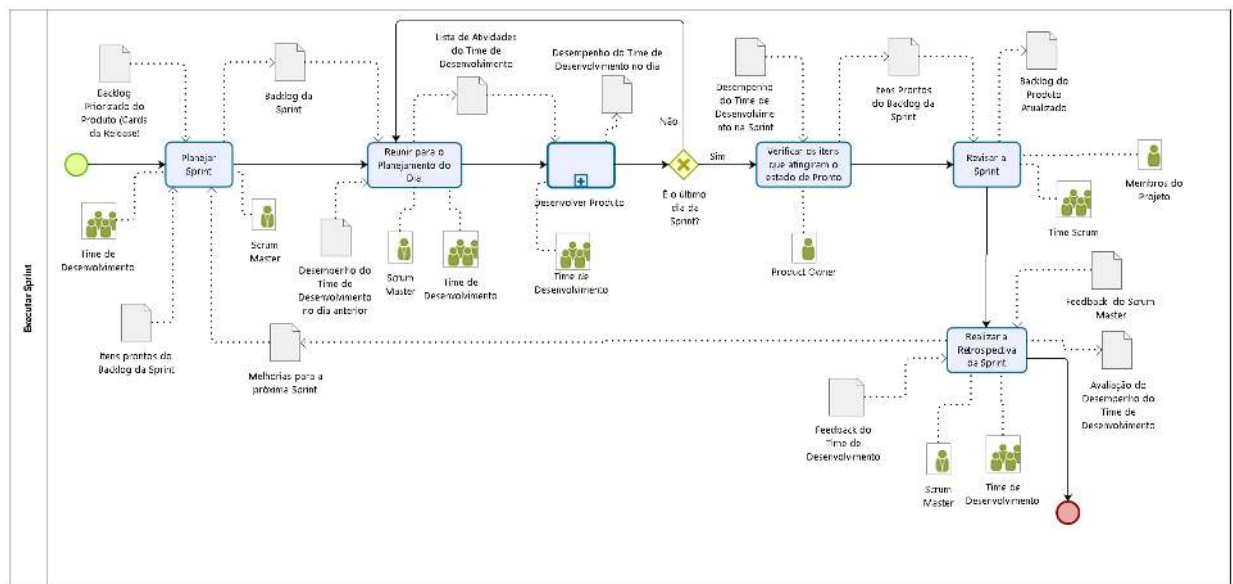 Executar Sprint
Backlog
Priorizado do
Produto (Cards
da Release)
Backlog da
Sprint
Planejar
Sprint
Time de
Desenvolvimento
Scrum
Master
Itens prontos do
Backlog da Sprint
Melhorias para a
próxima Sprint
Lista de Atividades
do Time de
Desenvolvimento
Reunir para o
Planejamento do
Dia
Desempenho do
Time de
Desenvolvimento
no dia anterior
Scrum
Master
Time de
Desenvolvimento
Desempenho do Time de
Desenvolvimento no dia
Desenvolver Produto
Time de
Desenvolvimento
Não
Sim
É o último
dia da
Sprint?
Desempenho
do Time de
Desenvolvime
nto na Sprint
Verificar os itens
que atingiram o
estado de Pronto
Product Owner
Itens Prontos
do Backlog da
Sprint
Revisar a
Sprint
Backlog do
Produto
Atualizado
Membros do
Projeto
Time Scrum
Feedback do Scrum
Master
Realizar a
Retrospectiva
da Sprint
Avaliação de
Desempenho do
Time de
Desenvolvimento
Feedback do
Time de
Desenvolvimento
Scrum
Master
Time de
Desenvolvimento